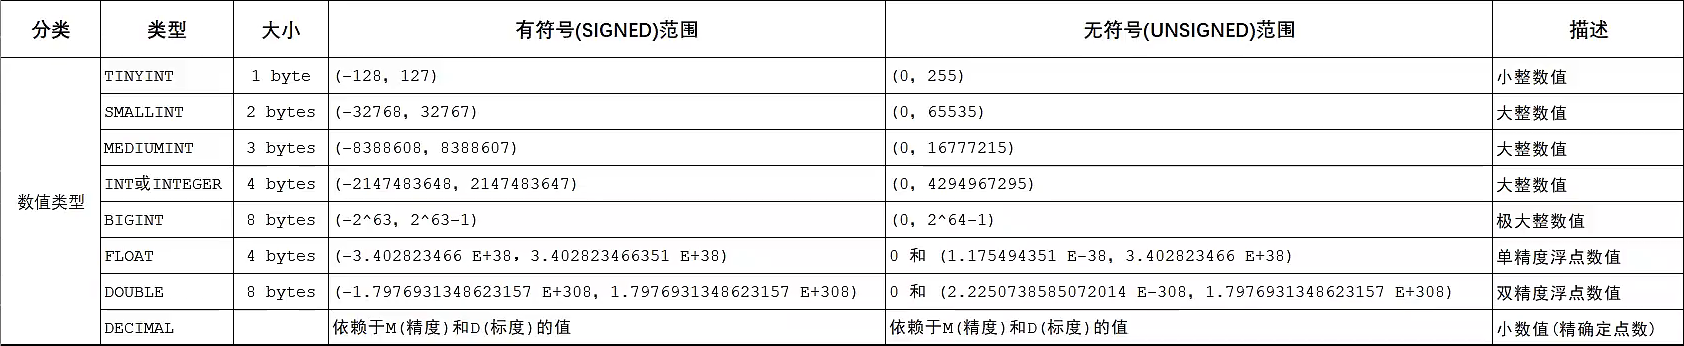 分类 类型 大小 有符号(SIGNED)范围 无符号(UNSIGNED)范围 描述
TINYINT 1 byte (-128, 127) (0, 255) 小整数值
SMALLINT 2 bytes (-32768, 32767) (0, 65535) 大整数值
MEDIUMINT 3 bytes (-8388608, 8388607) (0, 16777215) 大整数值
INT或INTEGER 4 bytes (-2147483648, 2147483647) (0, 4294967295) 大整数值
数值类型
BIGINT 8 bytes (-2^63, 2^63-1) (0, 2^64-1) 极大整数值
FLOAT 4 bytes (-3.402823466 E+38, 3.402823466351 E+38) 0 和 (1.175494351 E-38, 3.402823466 E+38) 单精度浮点数值
DOUBLE 8 bytes (-1.7976931348623157 E+308, 1.7976931348623157 E+308) 0 和 (2.2250738585072014 E-308, 1.7976931348623157 E+308) 双精度浮点数值
DECIMAL 依赖于M(精度)和D(标度)的值 依赖于M(精度)和D(标度)的值 小数值(精确定点数)